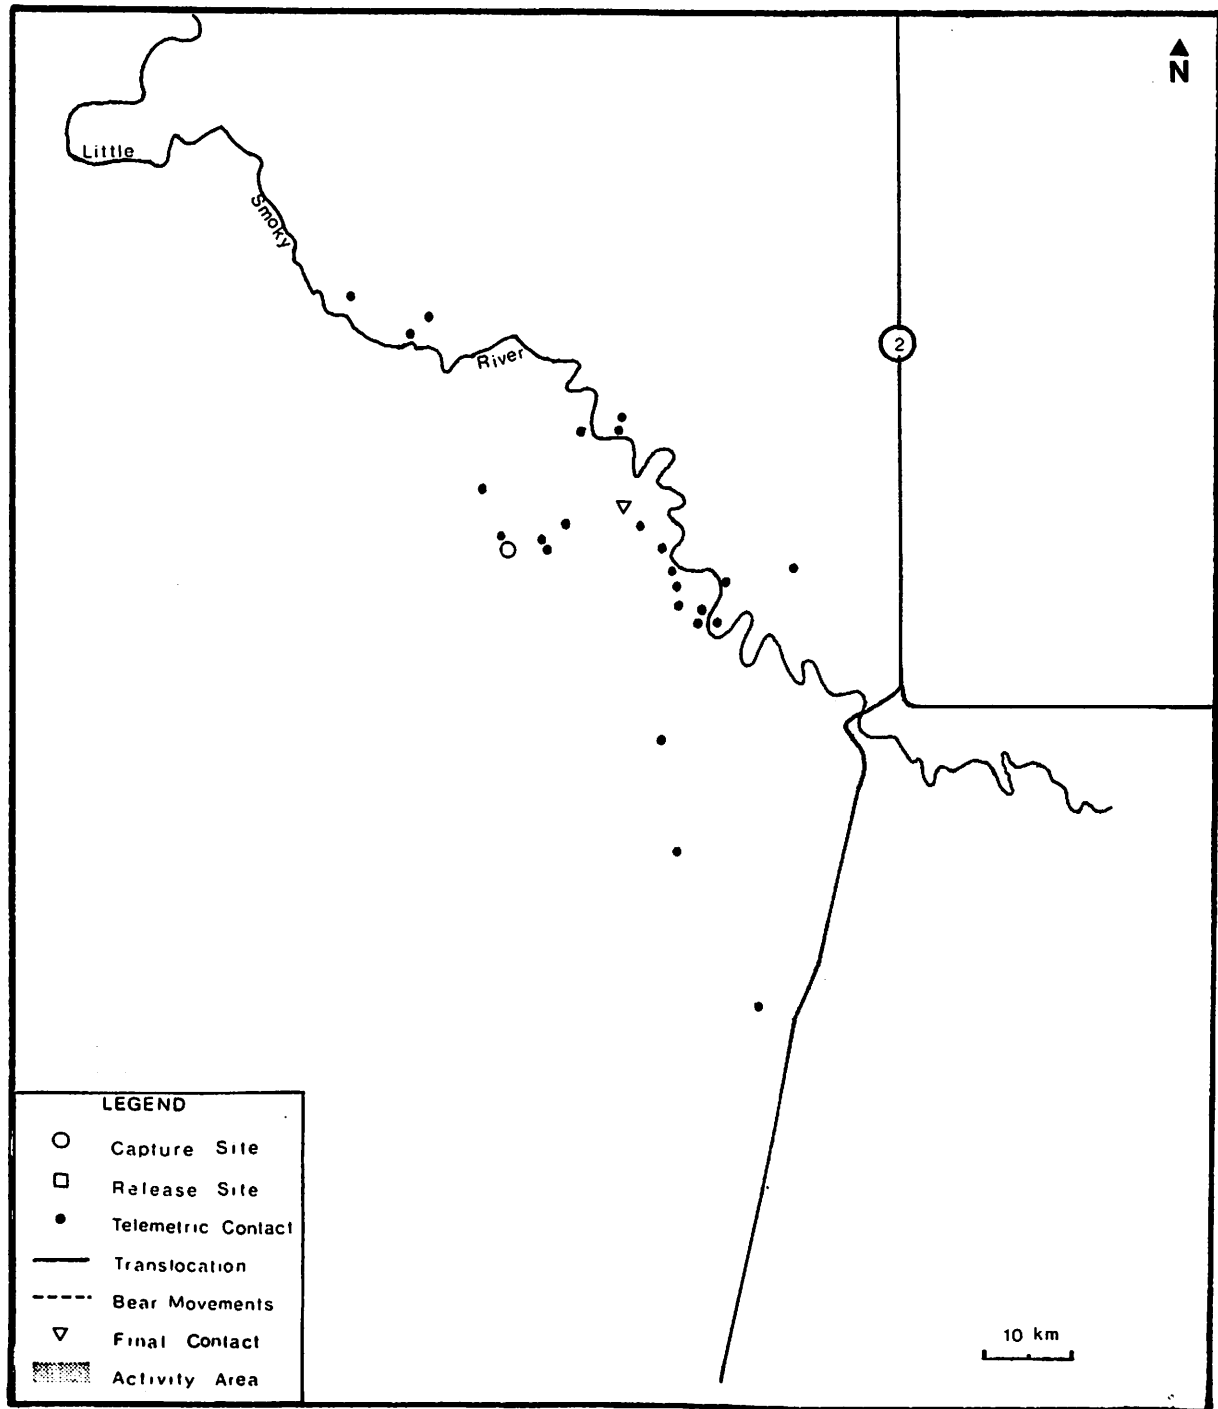 N
Little
Smoky
River
2
LEGEND
Capture Site
Release Site
Telemetric Contact
Translocation
Bear Movements
Final Contact
Activity Area
10 km